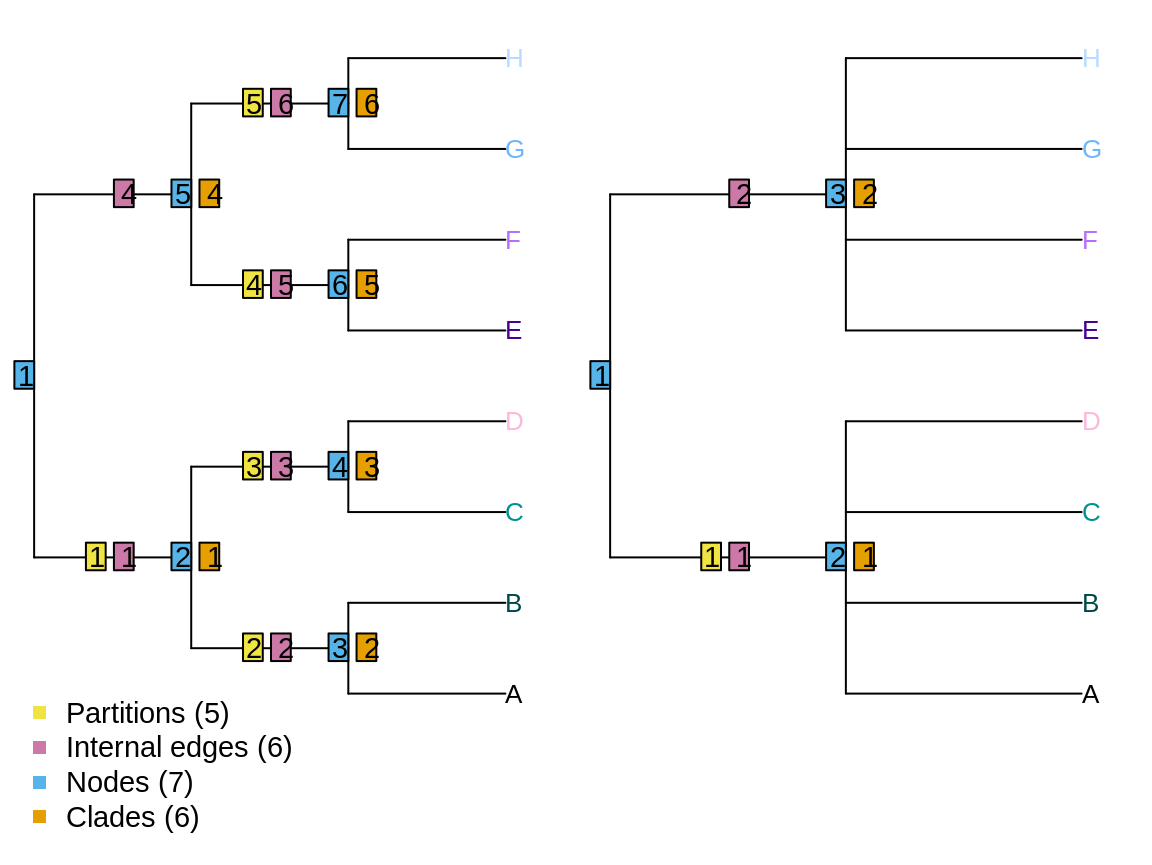 H H
5 6 7 6
G G
4 5 4 2 3 2
F F
4 5 6 5
E E
1 1
D D
3 3 4 3
C C
1 1 2 1 1 1 2 1
B B
2 2 3 2
A A
Partitions (5)
Internal edges (6)
Nodes (7)
Clades (6)